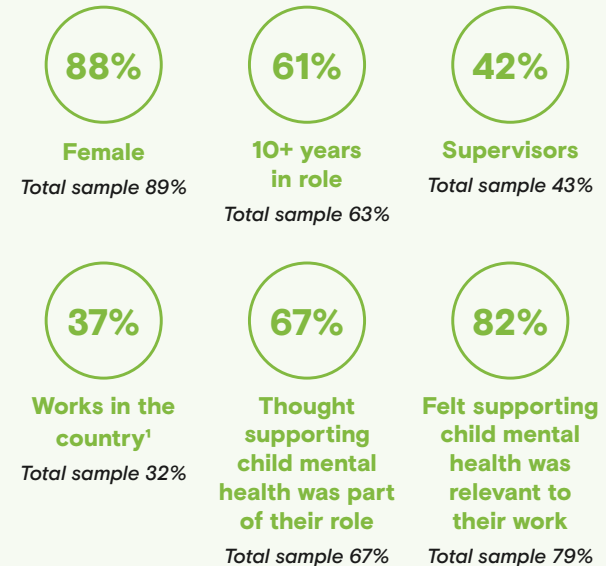 88%
Female
Total sample 89%
61%
10+ years
in role
Total sample 63%
42%
Supervisors
Total sample 43%
37%
Works in the
country¹
Total sample 32%
67%
Thought
supporting
child mental
health was part
of their role
Total sample 67%
82%
Felt supporting
child mental
health was
relevant to
their work
Total sample 79%